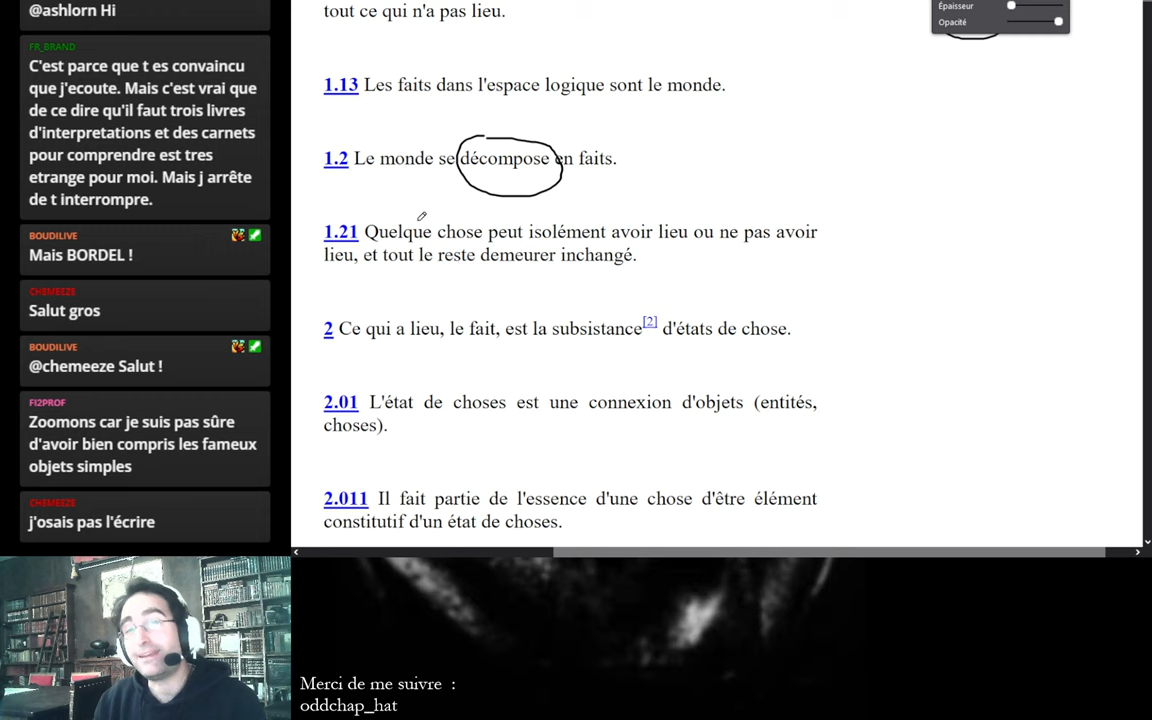 @ashlorn Hi
FR_BRAND
C'est parce que t es convaincu
que j'ecoute. Mais c'est vrai que
de ce dire qu'il faut trois livres
d'interpretations et des carnets
pour comprendre est tres
etrange pour moi. Mais j arrête
de t interrompre.
BOUDILIVE
Mais BORDEL !
CHEMEEZE
Salut gros
BOUDILIVE
@chemeeze Salut !
FI2PROF
Zoomons car je suis pas sûre
d'avoir bien compris les fameux
objets simples
CHEMEEZE
j'osais pas l'écrire
tout ce qui n'a pas lieu.
1.13 Les faits dans l'espace logique sont le monde.
1.2 Le monde se décompose en faits.
1.21 Quelque chose peut isolément avoir lieu ou ne pas avoir
lieu, et tout le reste demeurer inchangé.
2 Ce qui a lieu, le fait, est la subsistance[2] d'états de chose.
2.01 L'état de choses est une connexion d'objets (entités,
choses).
2.011 Il fait partie de l'essence d'une chose d'être élément
constitutif d'un état de choses.
Épaisseur
Opacité
Merci de me suivre :
oddchap_hat